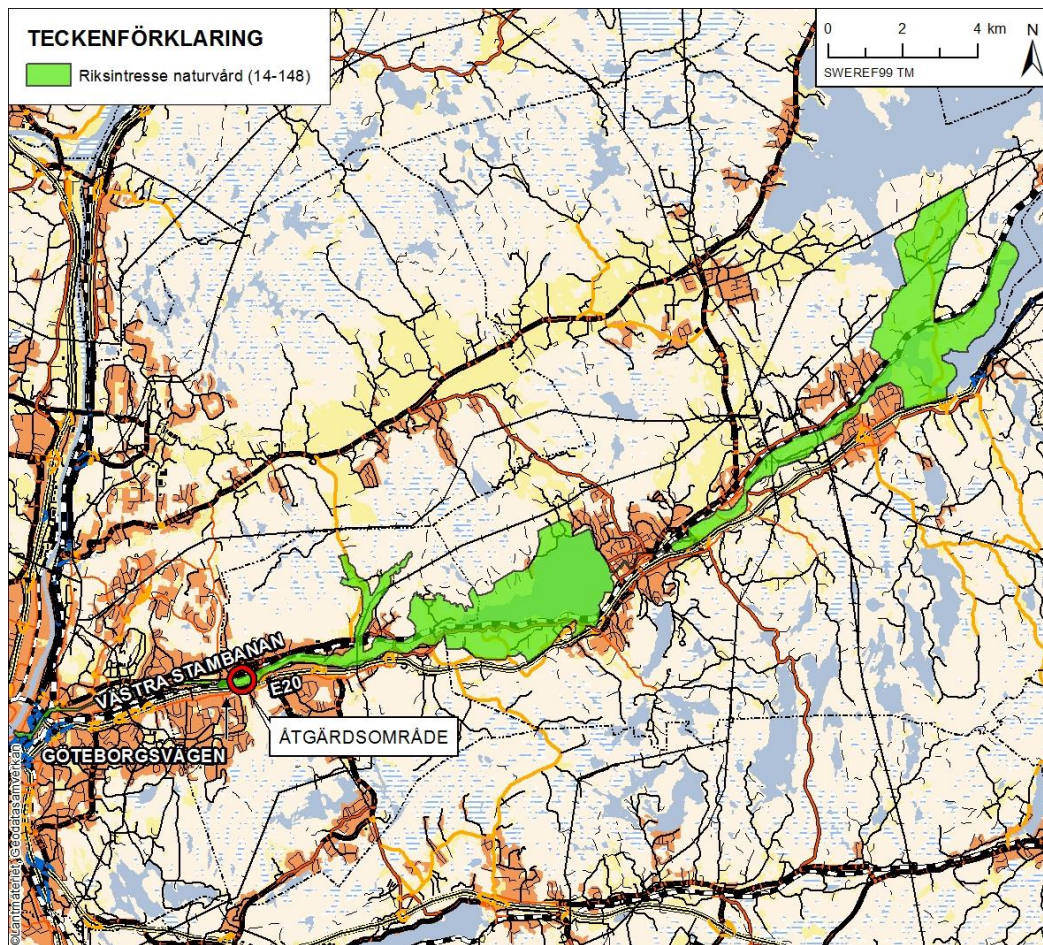 TECKENFÖRKLARING
Riksintresse naturvård (14-148)
0 2 4 km
N
SWEREF99 TM
VÄSTRA STAMBANAN
E20
GÖTEBORGSVÄGEN
ÅTGÄRDSOMRÅDE
©Lantmäteriet, Geodatasamverkan